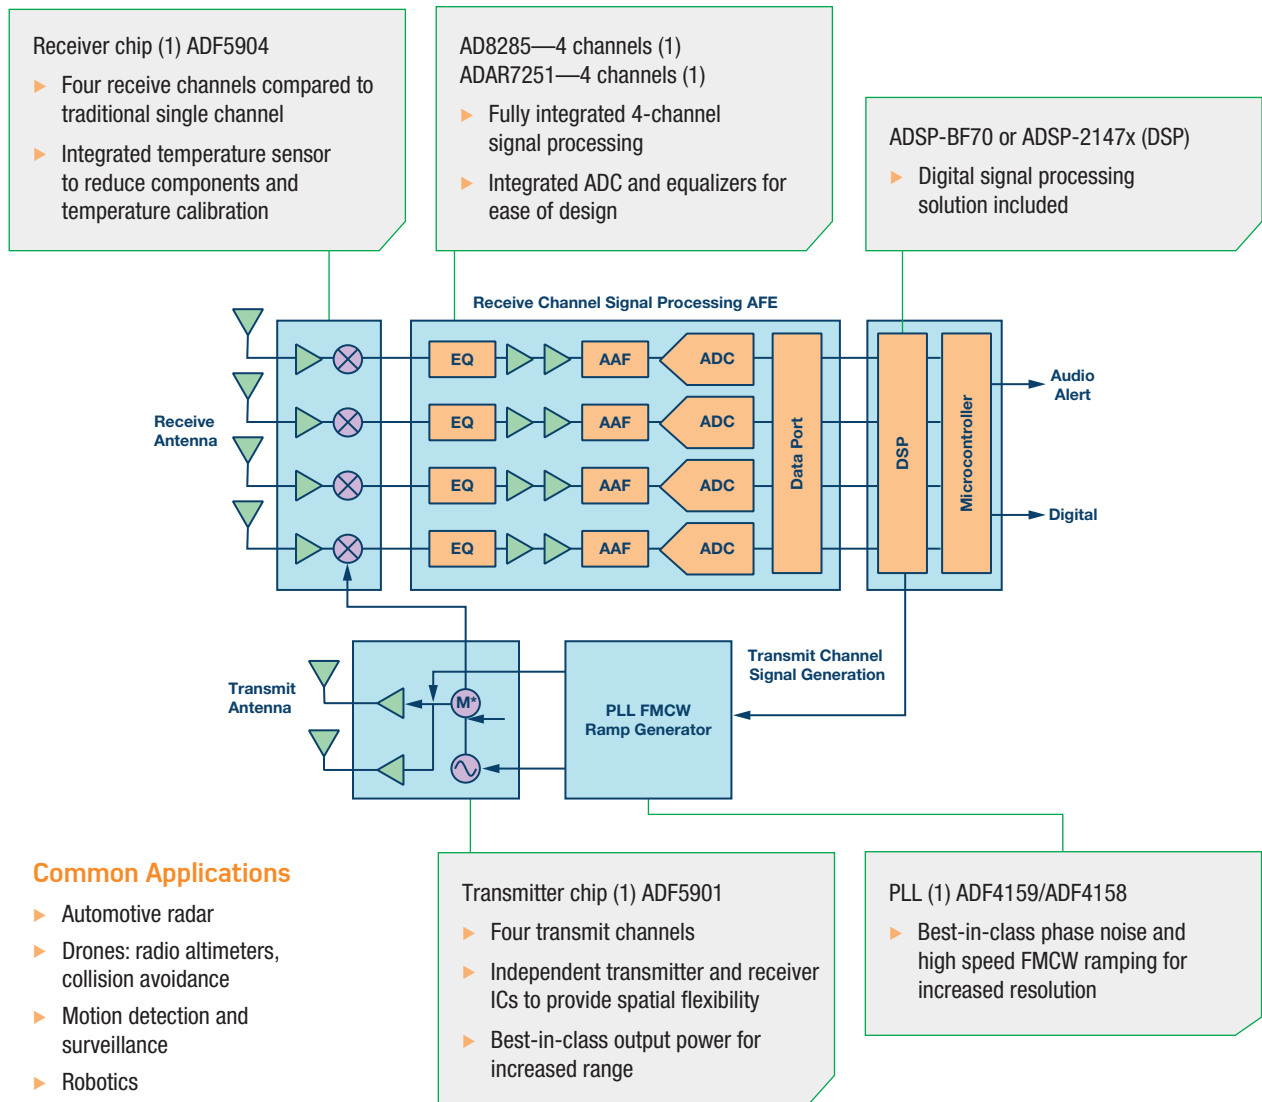 Receiver chip (1) ADF5904
Four receive channels compared to
traditional single channel
Integrated temperature sensor
to reduce components and
temperature calibration
AD8285—4 channels (1)
ADAR7251—4 channels (1)
Fully integrated 4-channel
signal processing
Integrated ADC and equalizers for
ease of design
ADSP-BF70 or ADSP-2147x (DSP)
Digital signal processing
solution included
Receive Channel Signal Processing AFE
Receive
Antenna
EQ
AAF
ADC
EQ
AAF
ADC
EQ
AAF
ADC
EQ
AAF
ADC
Data Port
DSP
Microcontroller
Audio
Alert
Digital
Transmit
Antenna
M*
PLL FMCW
Ramp Generator
Transmit Channel
Signal Generation
Common Applications
Automotive radar
Drones: radio altimeters,
collision avoidance
Motion detection and
surveillance
Robotics
Transmitter chip (1) ADF5901
Four transmit channels
Independent transmitter and receiver
ICs to provide spatial flexibility
Best-in-class output power for
increased range
PLL (1) ADF4159/ADF4158
Best-in-class phase noise and
high speed FMCW ramping for
increased resolution